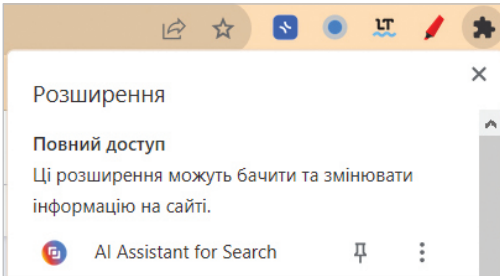 LT
Розширення
Повний доступ
Ці розширення можуть бачити та змінювати
інформацію на сайті.
AI Assistant for Search